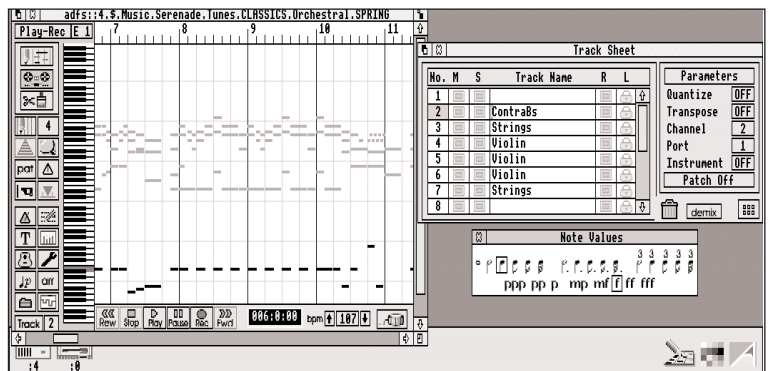 adfs::4.$.Music.Serenade.Tunes.CLASSICS.Orchestral.SPRING
Play-Rec E 1 7 8 9 10 11
4
pat
T
arr
Track 2
Rew Stop Play Pause Rec Fwd 006:0:00 bpm 107
Track Sheet
No. M S Track Name R L
1
2 ContraBs
3 Strings
4 Violin
5 Violin
6 Violin
7 Strings
8
Parameters
Quantize OFF
Transpose OFF
Channel 2
Port 1
Instrument OFF
Patch Off
demix
Note Values
3 3 3 3 3
ppp pp p mp mf f ff fff
:4 :0